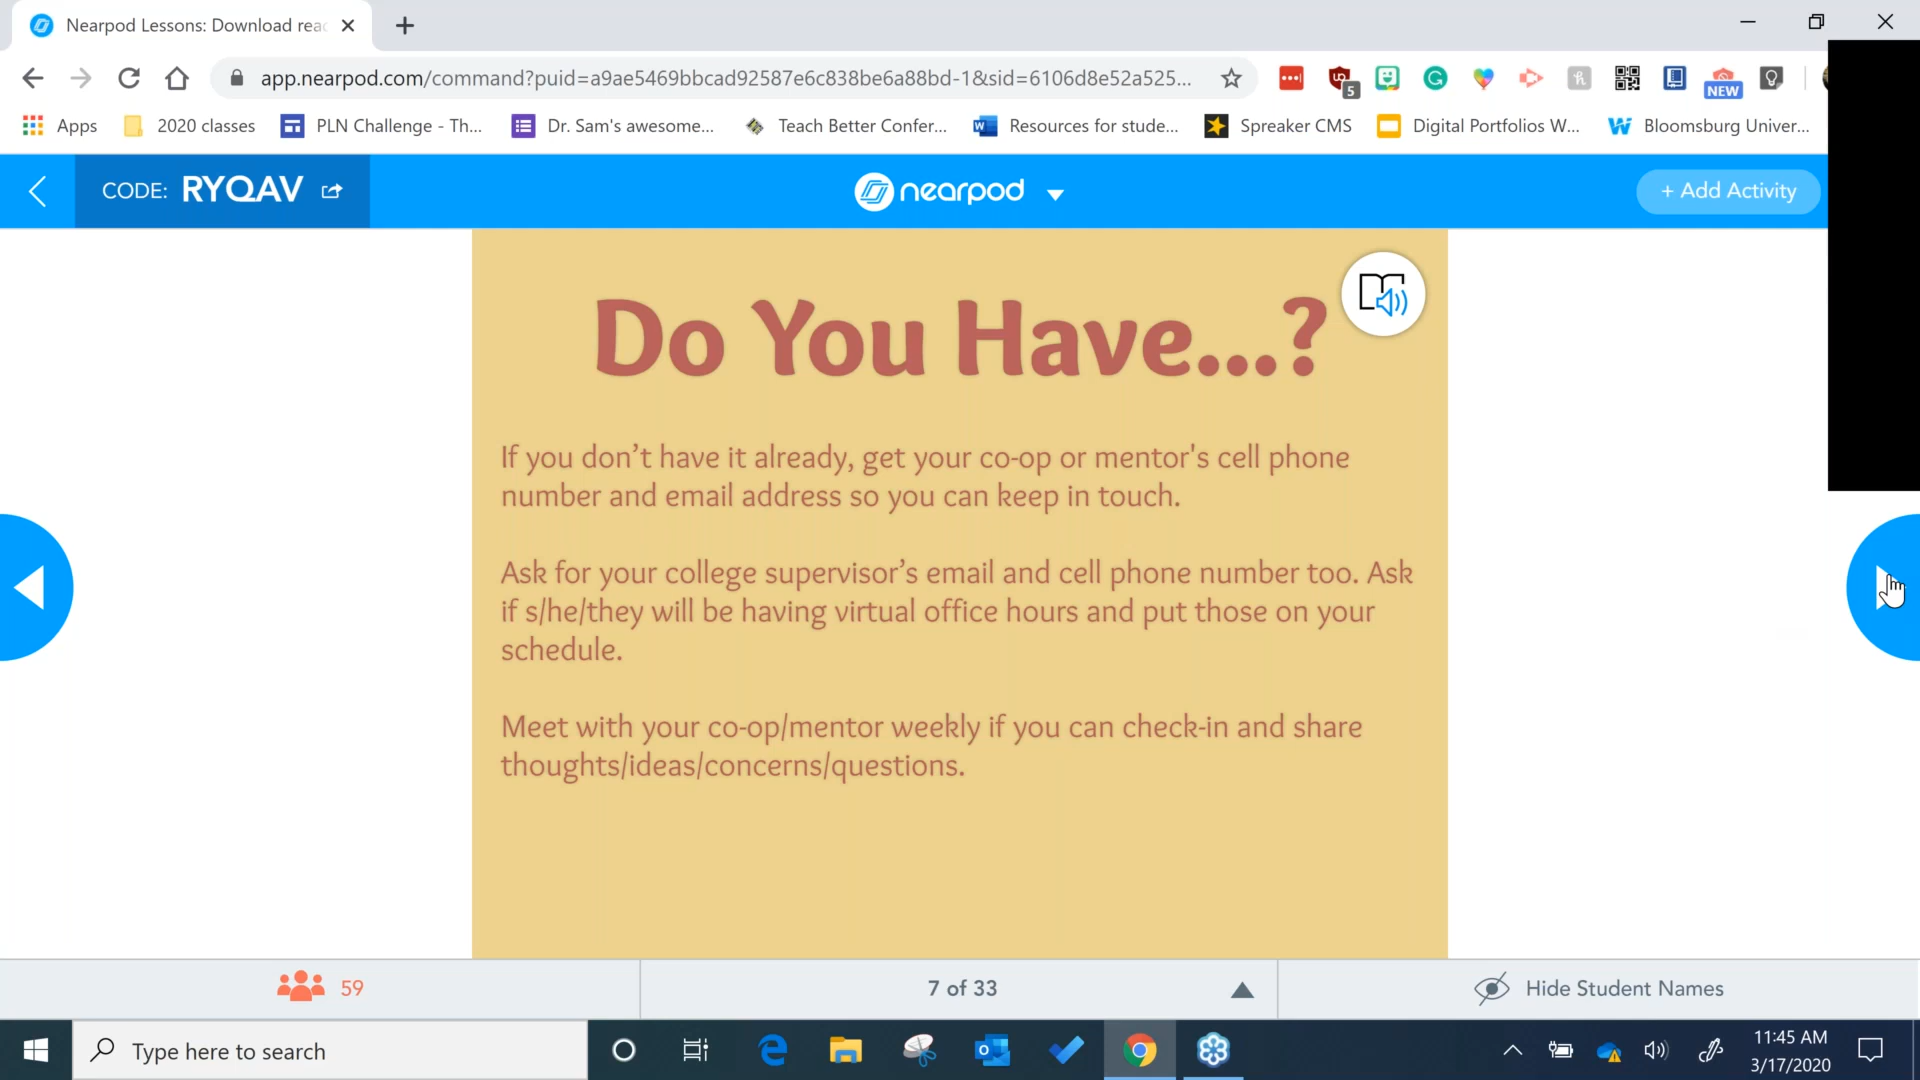 Nearpod Lessons: Download read
app.nearpod.com/command?puid=a9ae5469bbcad92587e6c838be6a88bd-1&sid=6106d8e52a525...
5
NEW
Apps
2020 classes
PLN Challenge - Th...
Dr. Sam's awesome...
Teach Better Confer...
Resources for stude...
Spreaker CMS
Digital Portfolios W...
Bloomsburg Univer...
CODE: RYQAV
nearpod
+ Add Activity
Do You Have...?
If you don’t have it already, get your co-op or mentor's cell phone
number and email address so you can keep in touch.
Ask for your college supervisor’s email and cell phone number too. Ask
if s/he/they will be having virtual office hours and put those on your
schedule.
Meet with your co-op/mentor weekly if you can check-in and share
thoughts/ideas/concerns/questions.
59
7 of 33
Hide Student Names
Type here to search
11:45 AM
3/17/2020